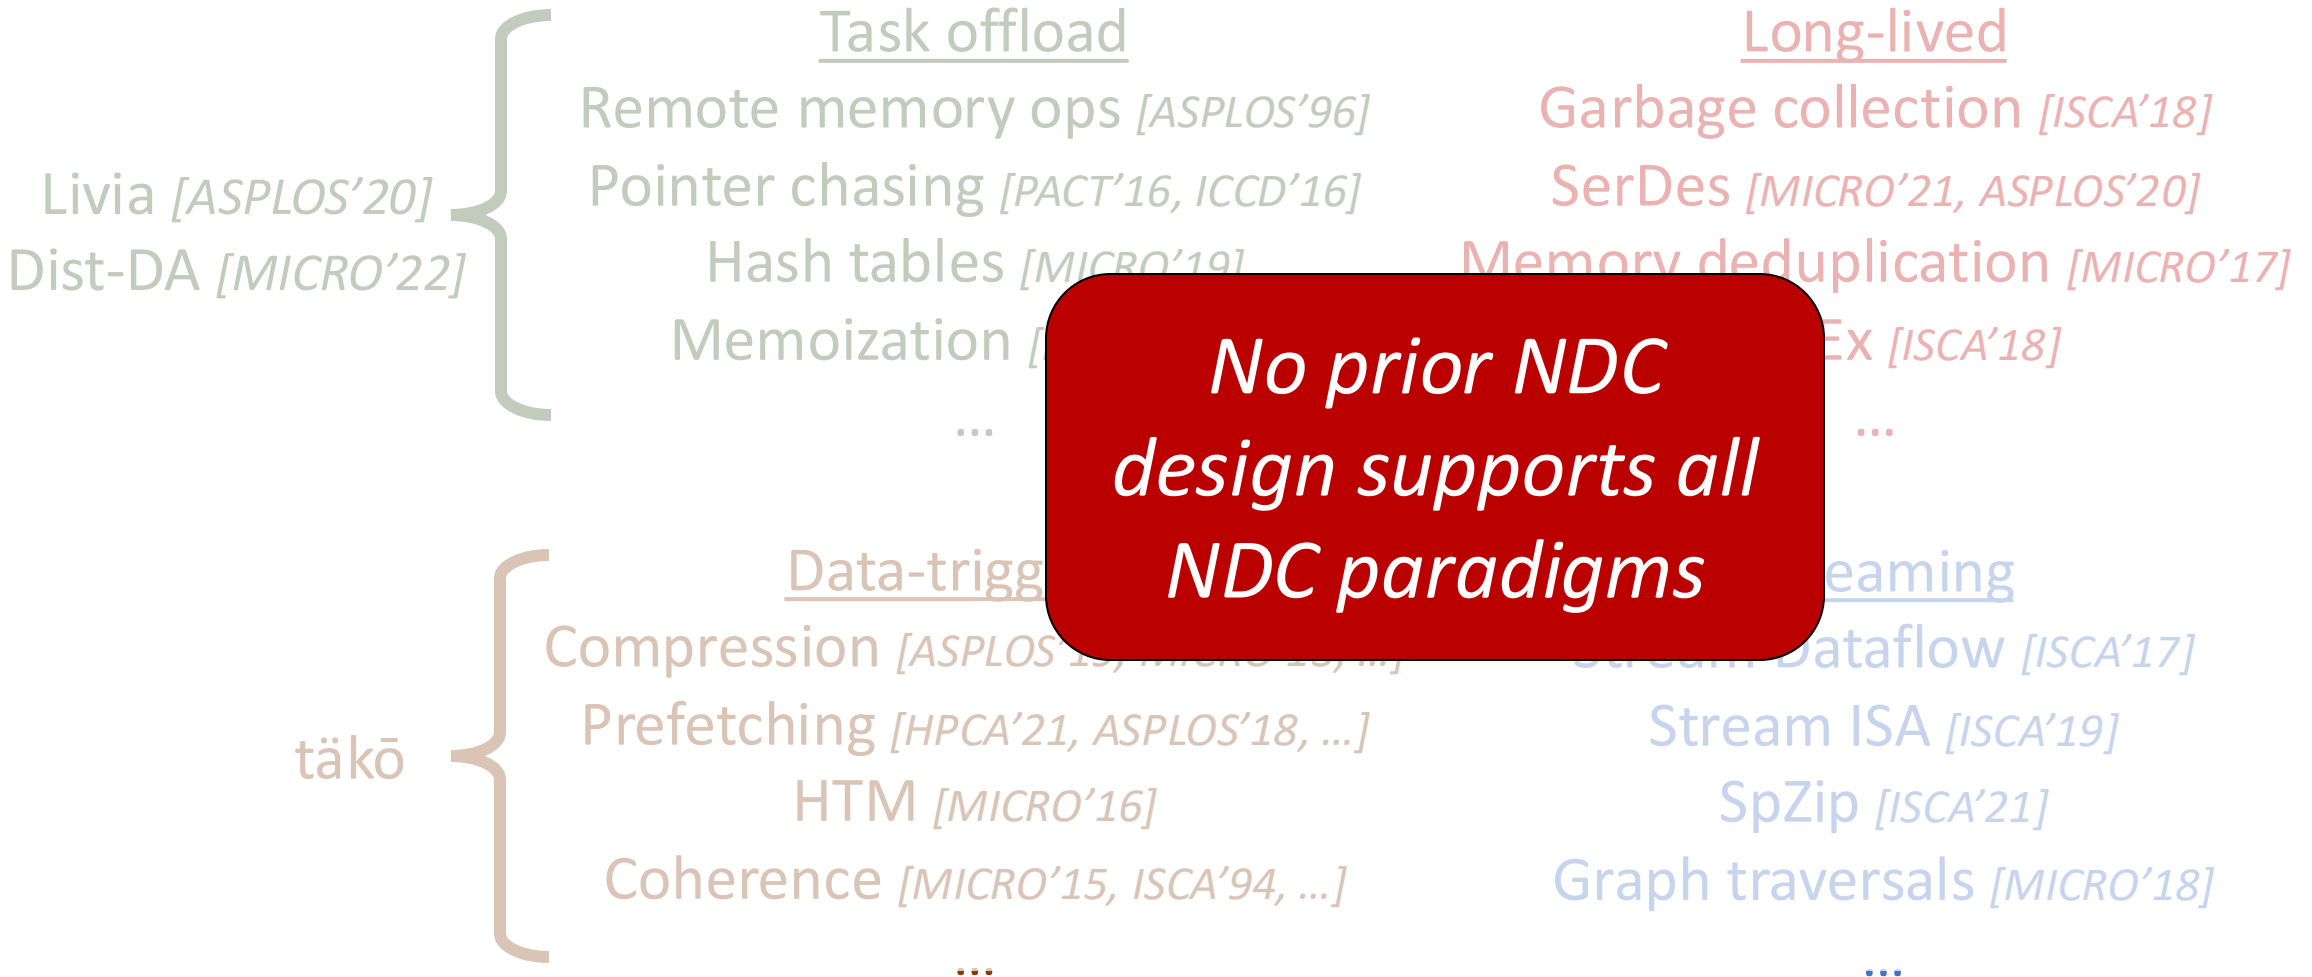 Task offload
Remote memory ops [ASPLOS’96]
Pointer chasing [PACT’16, ICCD’16]
Hash tables [MICRO’19]
Memoization
...
Livia [ASPLOS’20]
Dist-DA [MICRO’22]
Long-lived
Garbage collection [ISCA’18]
SerDes [MICRO’21, ASPLOS’20]
Memory deduplication [MICRO’17]
[ISCA’18]
...
No prior NDC
design supports all
NDC paradigms
Compression
Prefetching [HPCA’21, ASPLOS’18, ...]
HTM [MICRO’16]
Coherence [MICRO’15, ISCA’94, ...]
...
täkō
Stream Dataflow [ISCA’17]
Stream ISA [ISCA’19]
SpZip [ISCA’21]
Graph traversals [MICRO’18]
...